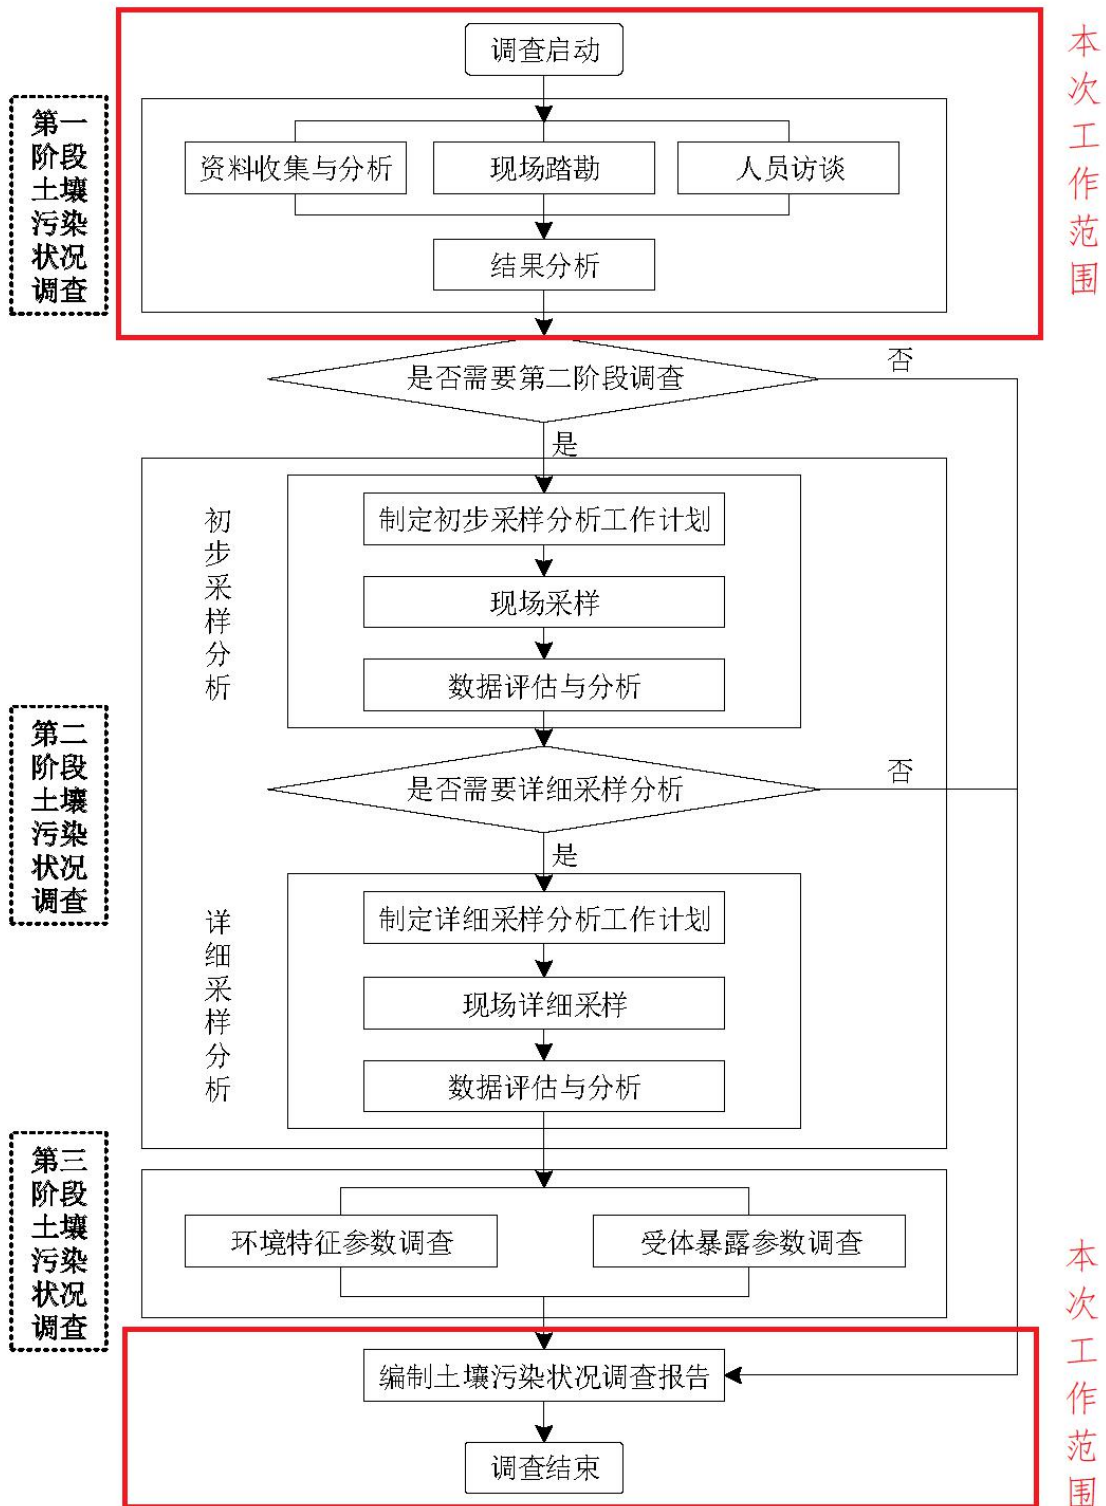 调查启动
本次工作范围
第一
阶段
土壤
污染
状况
调查
资料收集与分析
现场踏勘
人员访谈
结果分析
是否需要第二阶段调查
否
是
初步采样分析
制定初步采样分析工作计划
现场采样
数据评估与分析
第二
阶段
土壤
污染
状况
调查
是否需要详细采样分析
否
是
详细采样分析
制定详细采样分析工作计划
现场详细采样
数据评估与分析
第三
阶段
土壤
污染
状况
调查
环境特征参数调查
受体暴露参数调查
本次工作范围
编制土壤污染状况调查报告
调查结束